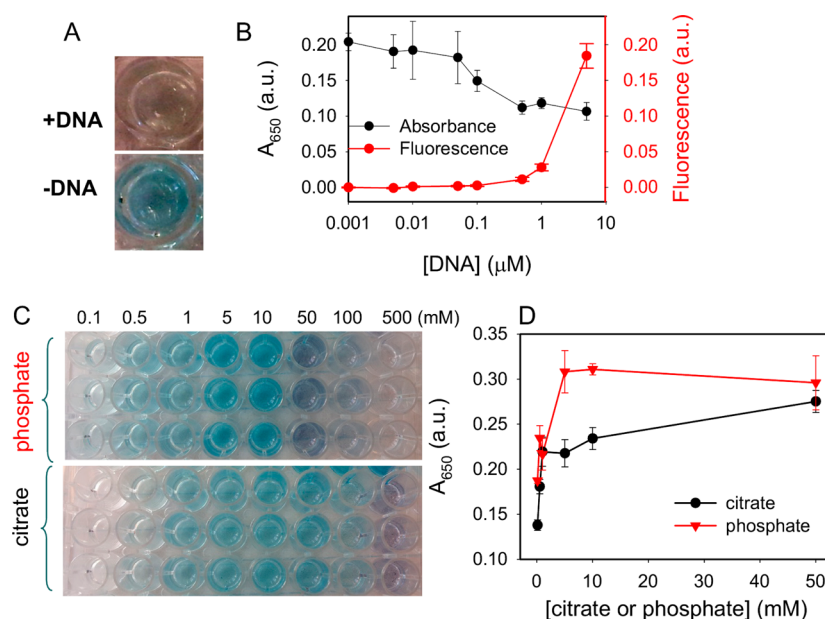 A
+DNA
-DNA
B
0.20
0.15
0.10
0.05
0.00
A650 (a.u.)
Absorbance
Fluorescence
0.20
0.15
0.10
0.05
0.00
Fluorescence (a.u.)
0.001 0.01 0.1 1 10
[DNA] (μM)
C
0.1 0.5 1 5 10 50 100 500 (mM)
phosphate
citrate
D
0.35
0.30
0.25
0.20
0.15
0.10
A650 (a.u.)
citrate
phosphate
0 10 20 30 40 50
[citrate or phosphate] (mM)